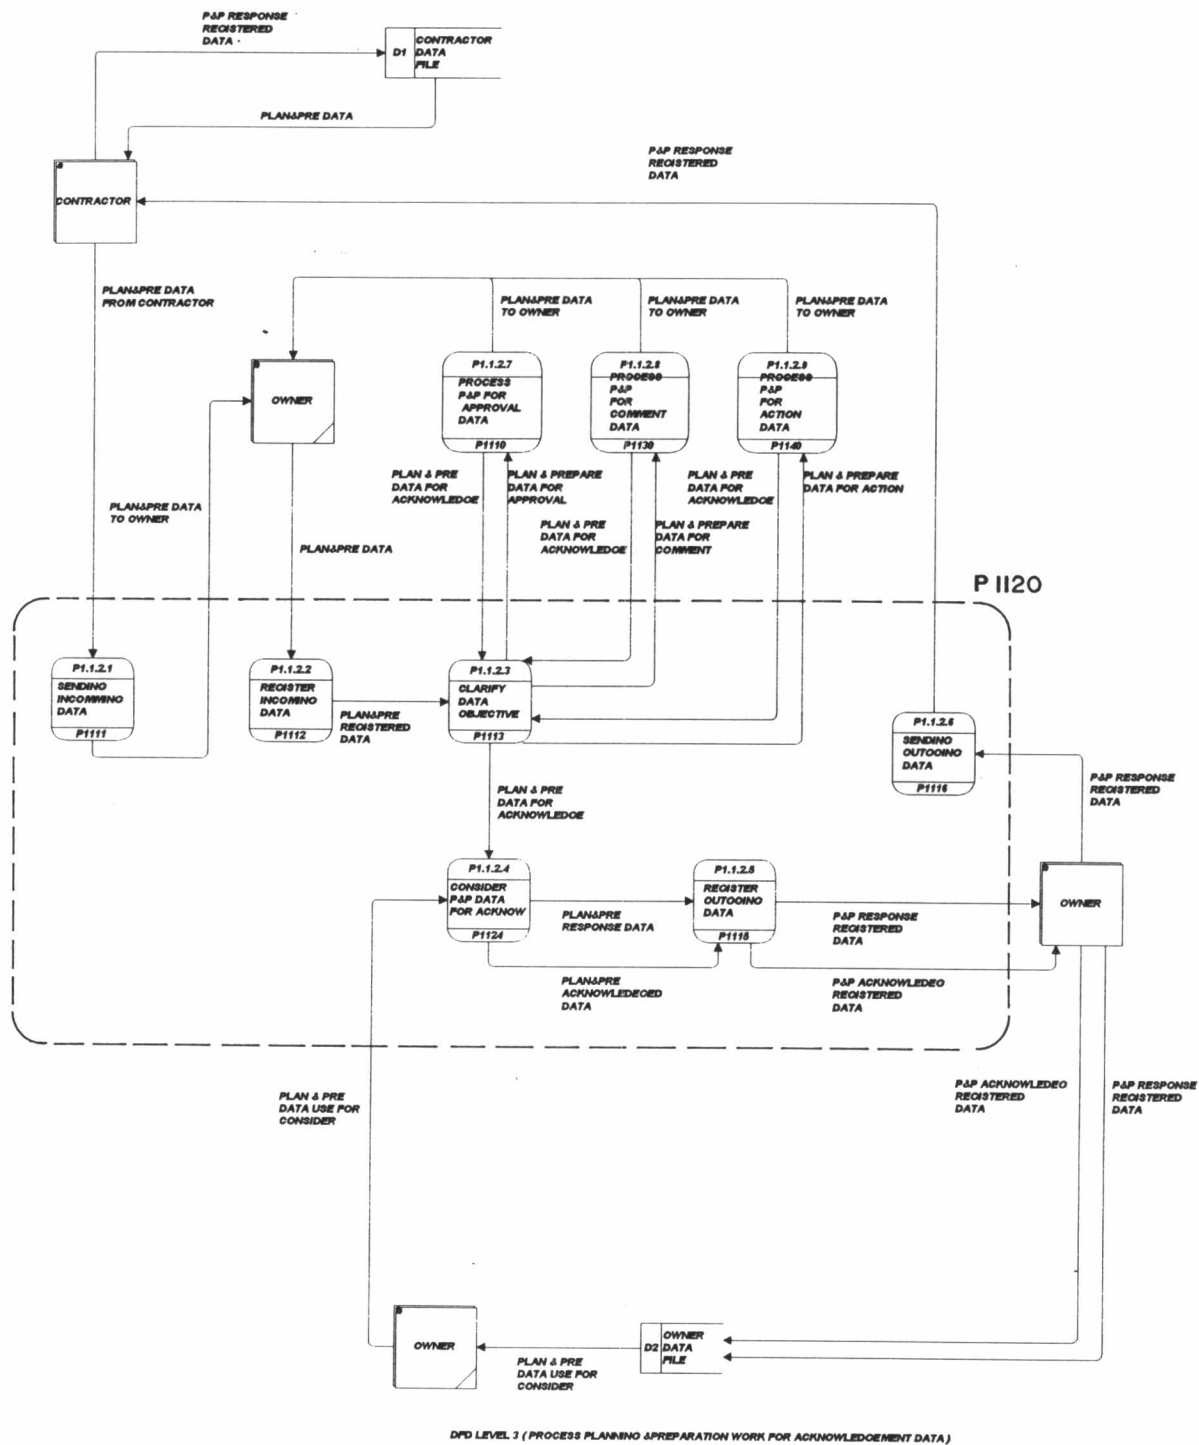 P&P RESPONSE
REGISTERED
DATA
D1
CONTRACTOR
DATA
FILE
PLAN&PRE DATA
P&P RESPONSE
REGISTERED
DATA
CONTRACTOR
PLAN&PRE DATA
FROM CONTRACTOR
PLAN&PRE DATA
TO OWNER
PLAN&PRE DATA
TO OWNER
PLAN&PRE DATA
TO OWNER
OWNER
P1.1.2.7
PROCESS
P&P FOR
APPROVAL
DATA
P1110
P1.1.2.8
PROCESS
P&P
FOR
COMMENT
DATA
P1130
P1.1.2.9
PROCESS
P&P
FOR
ACTION
DATA
P1140
PLAN & PRE
DATA FOR
ACKNOWLEDGE
PLAN & PREPARE
DATA FOR
APPROVAL
PLAN & PRE
DATA FOR
ACKNOWLEDGE
PLAN & PREPARE
DATA FOR ACTION
PLAN&PRE DATA
TO OWNER
PLAN & PRE
DATA FOR
ACKNOWLEDGE
PLAN & PREPARE
DATA FOR
COMMENT
PLAN&PRE DATA
P 1120
P1.1.2.1
SENDING
INCOMMING
DATA
P1111
P1.1.2.2
REGISTER
INCOMING
DATA
P1112
PLAN&PRE
REGISTERED
DATA
P1.1.2.3
CLARIFY
DATA
OBJECTIVE
P1113
P1.1.2.6
SENDING
OUTGOING
DATA
P1116
PLAN & PRE
DATA FOR
ACKNOWLEDGE
P&P RESPONSE
REGISTERED
DATA
P1.1.2.4
CONSIDER
P&P DATA
FOR ACKNOW
P1124
PLAN&PRE
RESPONSE DATA
P1.1.2.5
REGISTER
OUTGOING
DATA
P1115
P&P RESPONSE
REGISTERED
DATA
OWNER
PLAN&PRE
ACKNOWLEDEGED
DATA
P&P ACKNOWLEDEG
REGISTERED
DATA
PLAN & PRE
DATA USE FOR
CONSIDER
P&P ACKNOWLEDEG
REGISTERED
DATA
P&P RESPONSE
REGISTERED
DATA
OWNER
PLAN & PRE
DATA USE FOR
CONSIDER
D2
OWNER
DATA
FILE
DFD LEVEL 3 ( PROCESS PLANNING &PREPARATION WORK FOR ACKNOWLEDGEMENT DATA )